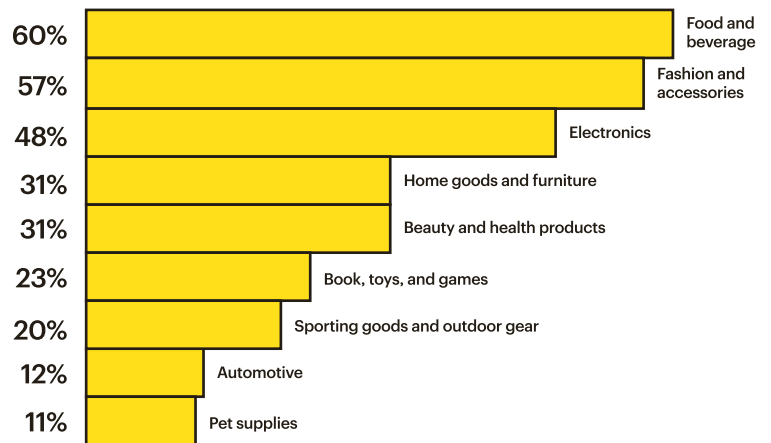 60%
Food and
beverage
57%
Fashion and
accessories
48%
Electronics
31%
Home goods and furniture
31%
Beauty and health products
23%
Book, toys, and games
20%
Sporting goods and outdoor gear
12%
Automotive
11%
Pet supplies